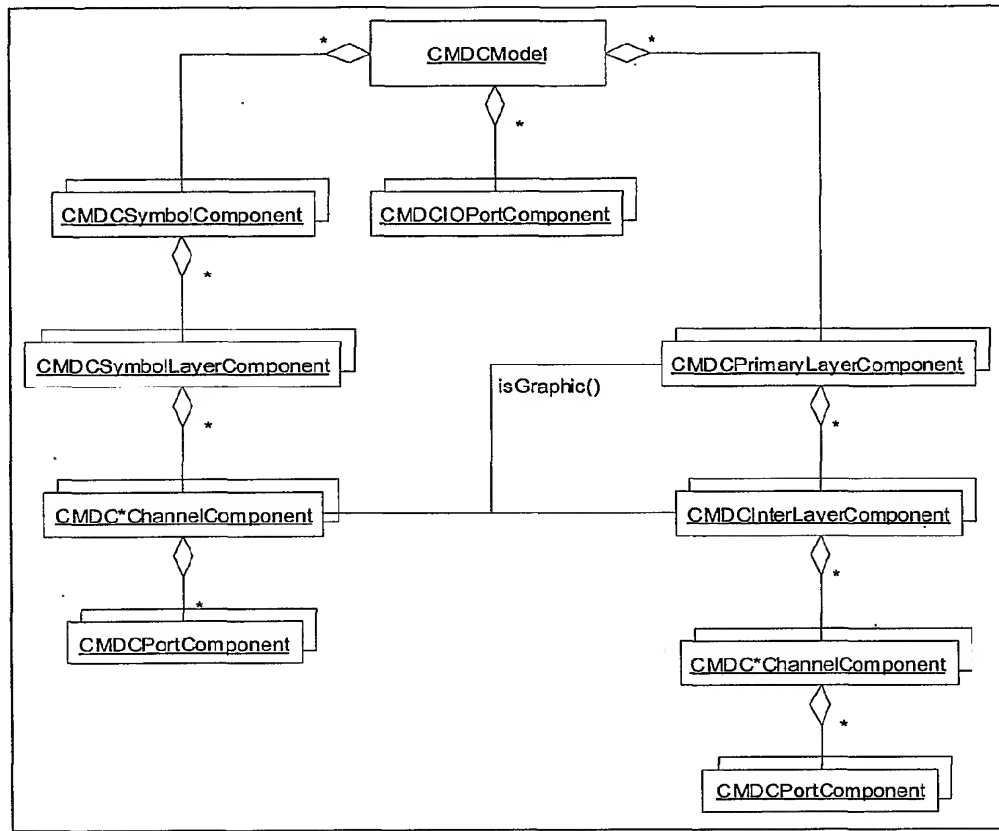 * CMDCModel *
*
CMDCSymbolComponent CMDCIOPortComponent
*
CMDCSymbolLayerComponent CMDCPrimaryLayerComponent
isGraphic()
* *
CMDC*ChannelComponent CMDCInterLayerComponent
*
*
CMDCPortComponent CMDC*ChannelComponent
*
CMDCPortComponent